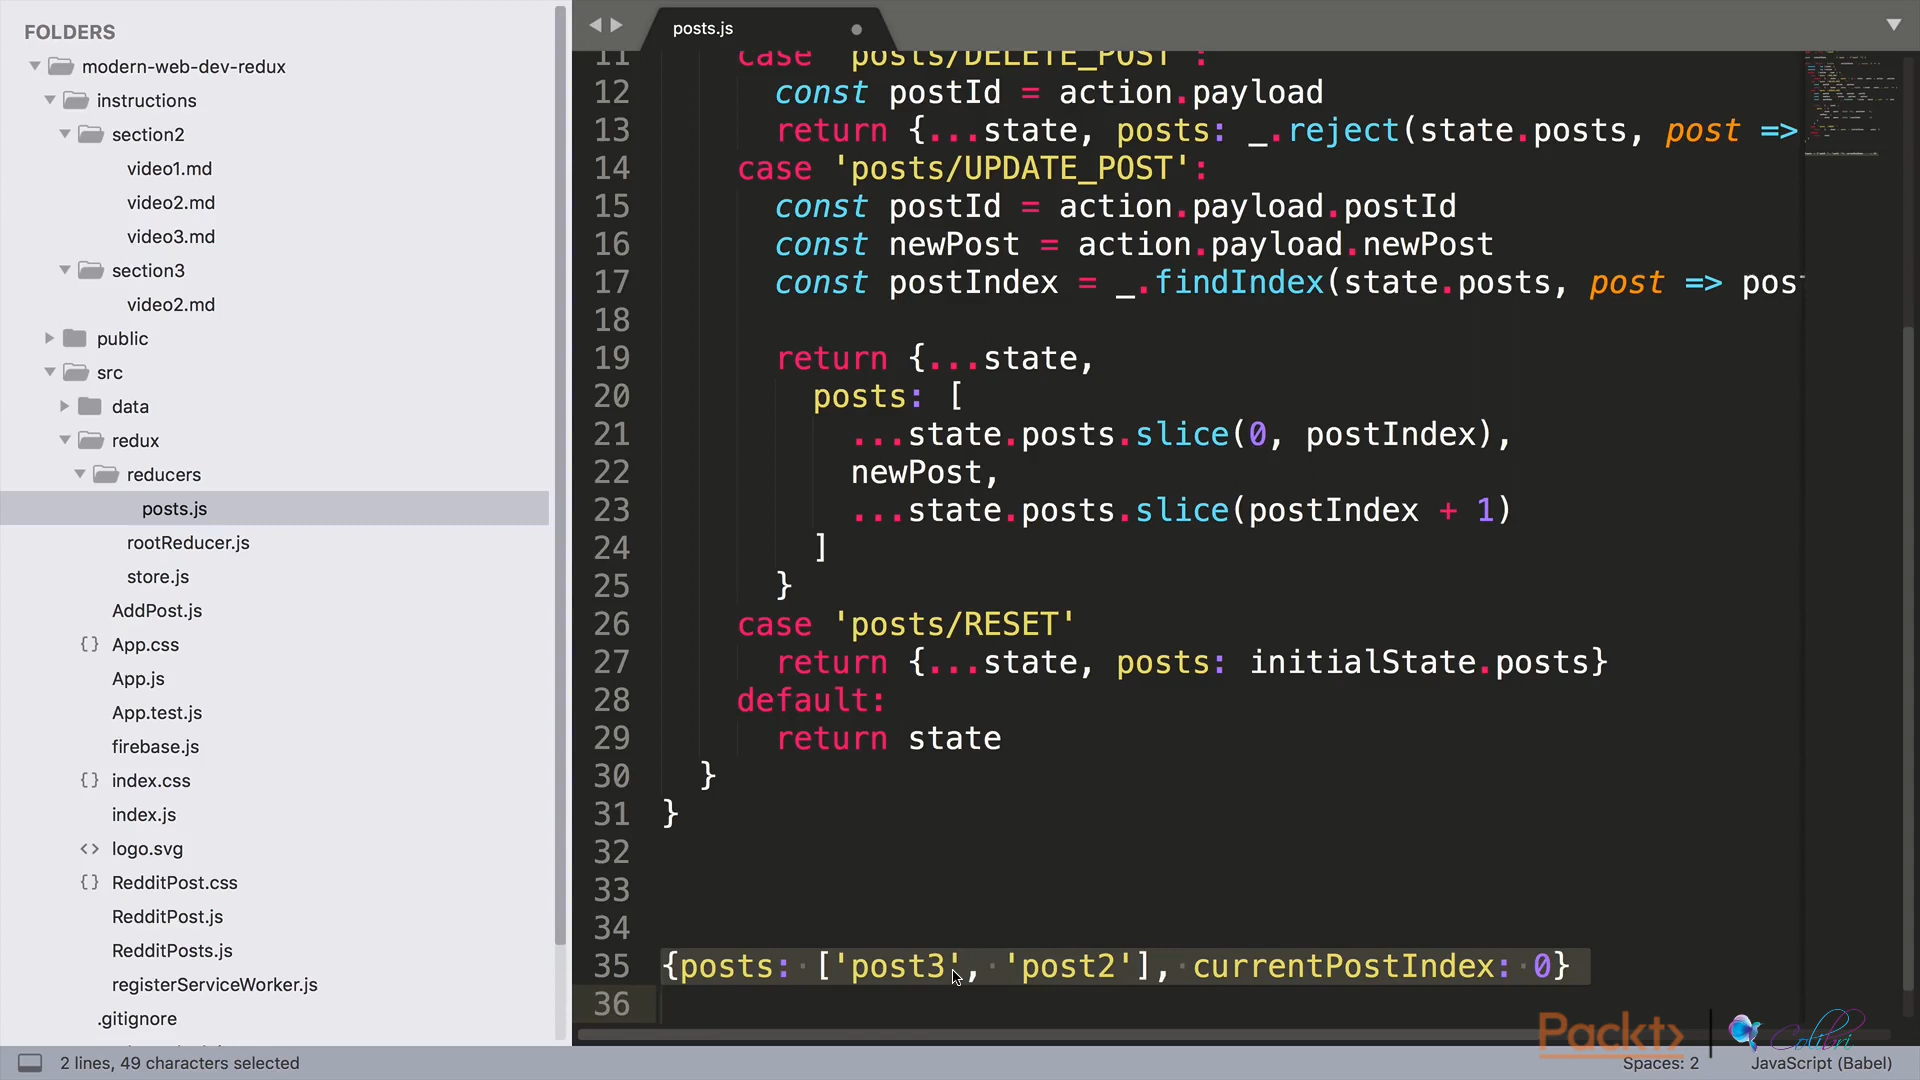 FOLDERS
modern-web-dev-redux
instructions
section2
video1.md
video2.md
video3.md
section3
video2.md
public
src
data
redux
reducers
posts.js
rootReducer.js
store.js
AddPost.js
{} App.css
App.js
App.test.js
firebase.js
{} index.css
index.js
<> logo.svg
{} RedditPost.css
RedditPost.js
RedditPosts.js
registerServiceWorker.js
.gitignore
posts.js
11 case 'posts/DELETE_POST':
12 const postId = action.payload
13 return {...state, posts: _.reject(state.posts, post =>
14 case 'posts/UPDATE_POST':
15 const postId = action.payload.postId
16 const newPost = action.payload.newPost
17 const postIndex = _.findIndex(state.posts, post => pos
18
19 return {...state,
20 posts: [
21 ...state.posts.slice(0, postIndex),
22 newPost,
23 ...state.posts.slice(postIndex + 1)
24 ]
25 }
26 case 'posts/RESET'
27 return {...state, posts: initialState.posts}
28 default:
29 return state
30 }
31 }
32
33
34
35 {posts: ['post3', 'post2'], currentPostIndex: 0}
36
Packt>
Colibri
2 lines, 49 characters selected
Spaces: 2
JavaScript (Babel)